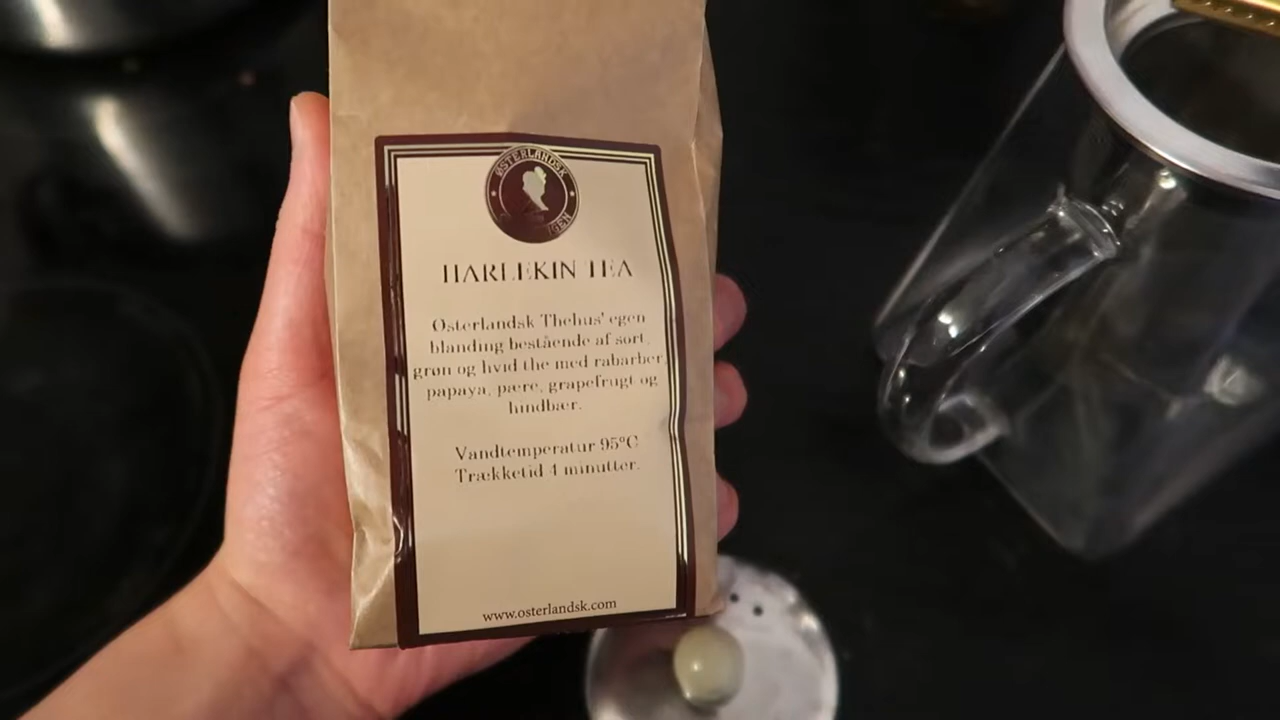 ØSTERLANDSK
HARLEKIN TEA
Østerlandsk Thehus' egen
blanding bestående af sort,
grøn og hvid the med rabarber,
papaya, pære, grapefrugt og
hindbær.
Vandtemperatur 95°C
Trækketid 4 minutter.
www.osterlandsk.com